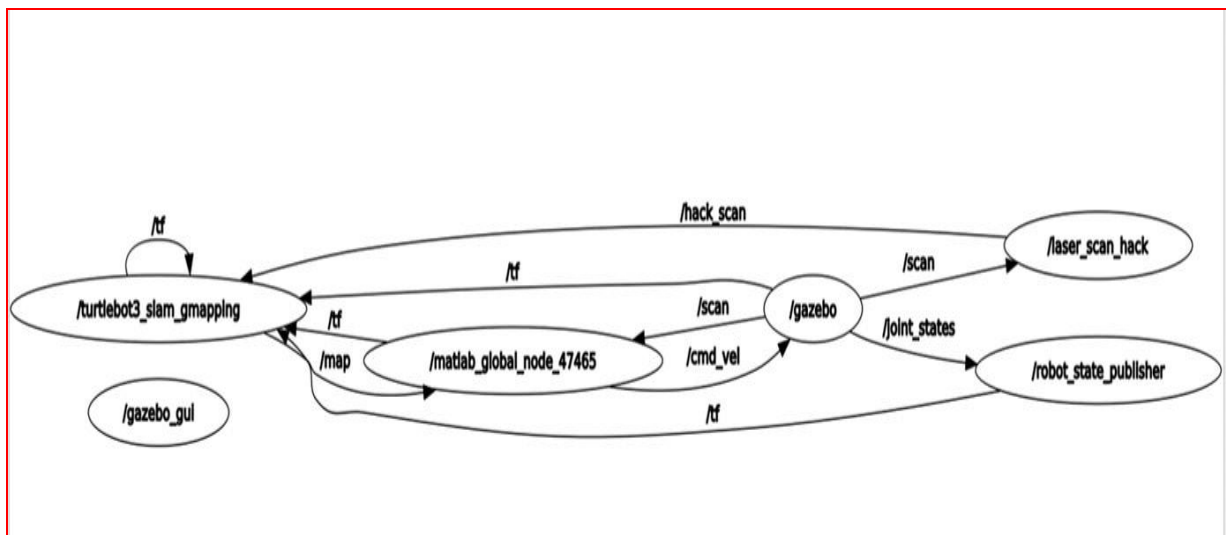 /hack_scan
/tf
/laser_scan_hack
/scan
/tf
/turtlebot3_slam_gmapping
/gazebo
/scan
/tf
/joint_states
/map
/matlab_global_node_47465
/cmd_vel
/robot_state_publisher
/gazebo_gui
/tf